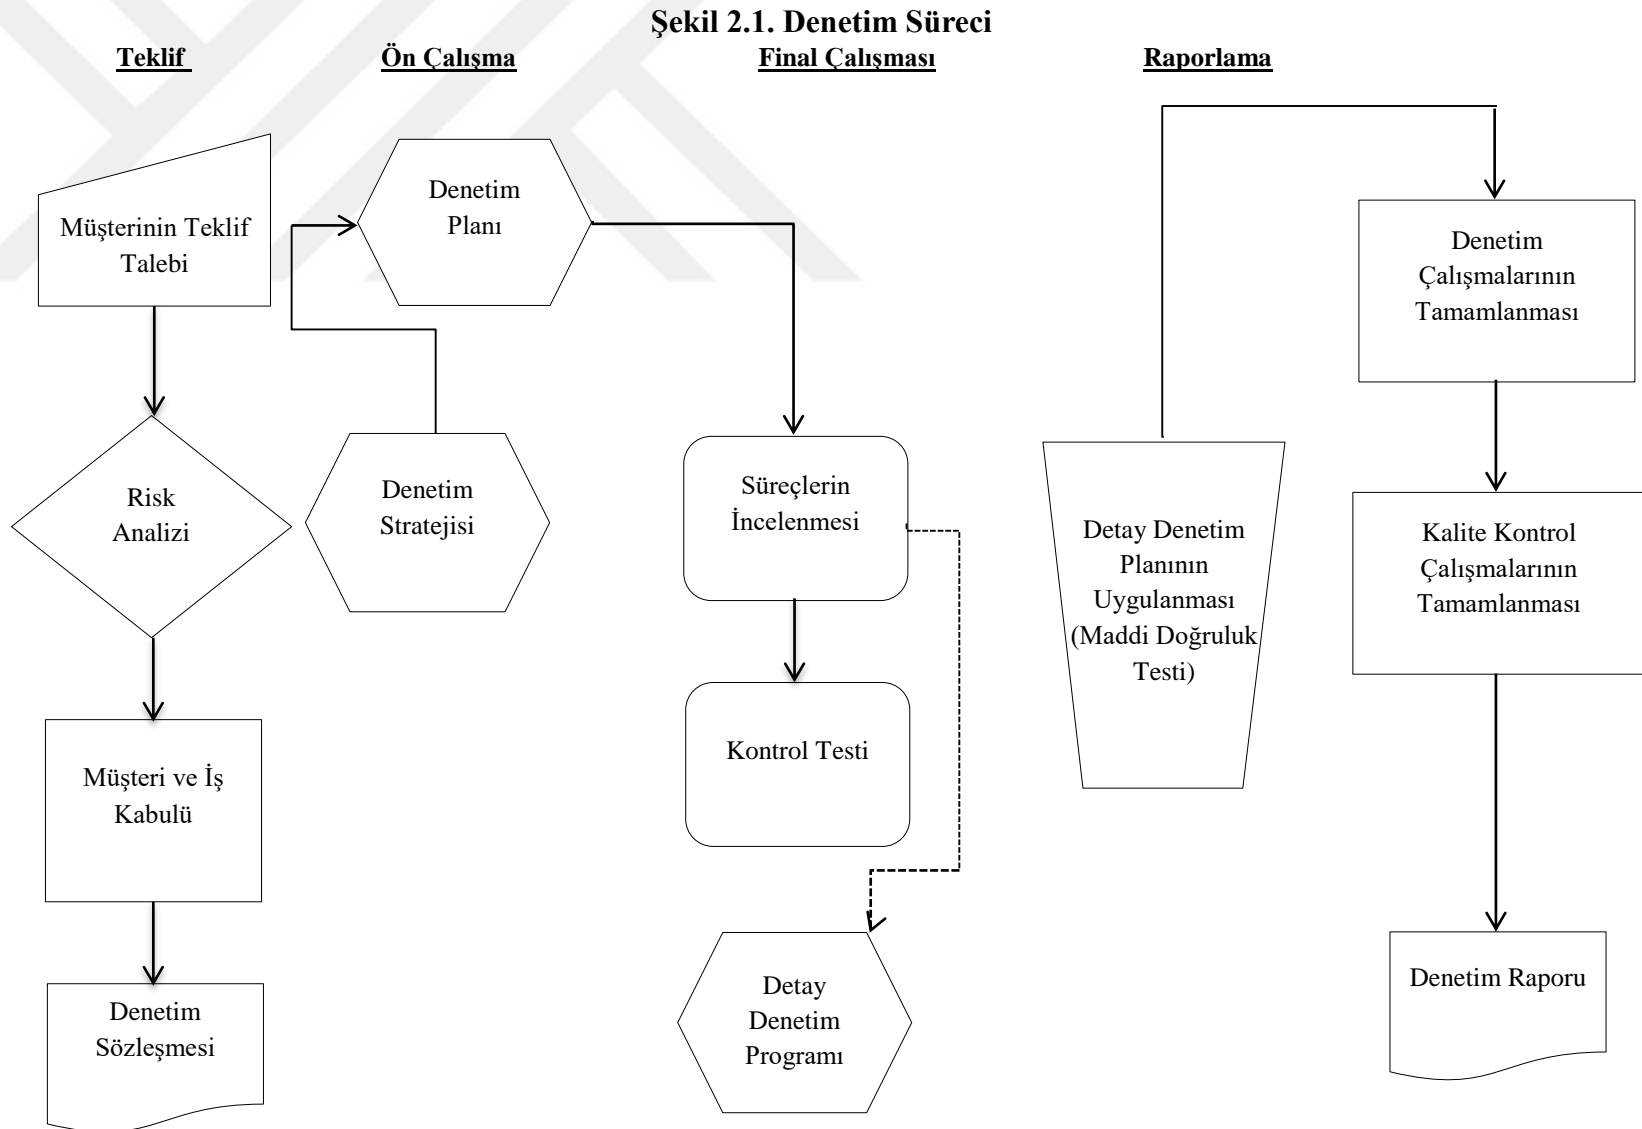 Şekil 2.1. Denetim Süreci
Teklif
Ön Çalışma
Final Çalışması
Raporlama
Müşterinin Teklif
Talebi
Risk
Analizi
Müşteri ve İş
Kabulü
Denetim
Sözleşmesi
Denetim
Planı
Denetim
Stratejisi
Süreçlerin
İncelenmesi
Kontrol Testi
Detay
Denetim
Programı
Detay Denetim
Planının
Uygulanması
(Maddi Doğruluk
Testi)
Denetim
Çalışmalarının
Tamamlanması
Kalite Kontrol
Çalışmalarının
Tamamlanması
Denetim Raporu